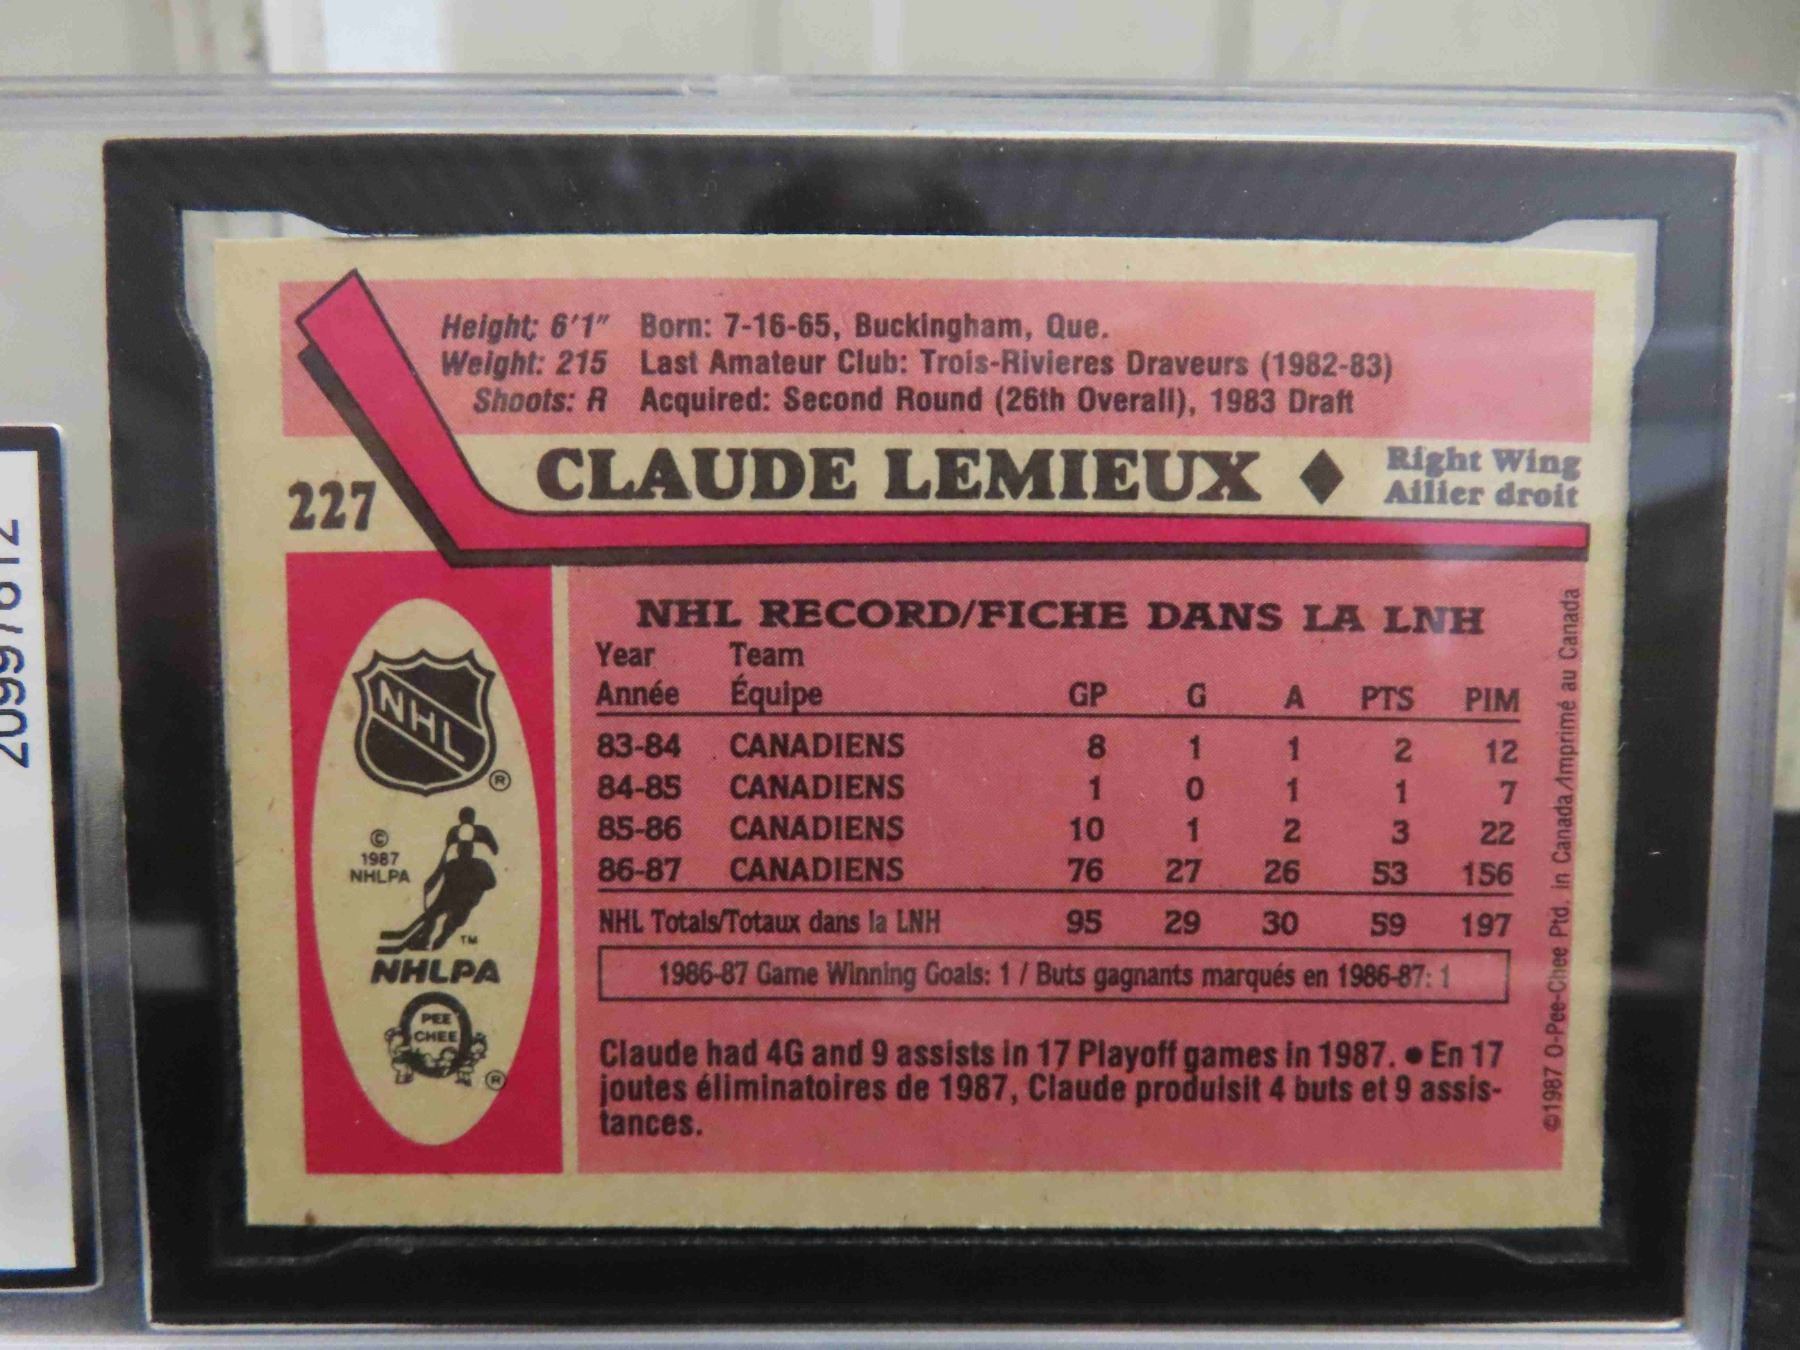 Height: 6'1" Born: 7-16-65, Buckingham, Que.
Weight: 215 Last Amateur Club: Trois-Rivieres Draveurs (1982-83)
Shoots: R Acquired: Second Round (26th Overall), 1983 Draft
227 CLAUDE LEMIEUX ♦ Right Wing
Ailier droit
NHL RECORD/FICHE DANS LA LNH
Year Team
Année Équipe GP G A PTS PIM
83-84 CANADIENS 8 1 1 2 12
84-85 CANADIENS 1 0 1 1 7
85-86 CANADIENS 10 1 2 3 22
86-87 CANADIENS 76 27 26 53 156
NHL Totals/Totaux dans la LNH 95 29 30 59 197
1986-87 Game Winning Goals: 1 / Buts gagnants marqués en 1986-87: 1
Claude had 4G and 9 assists in 17 Playoff games in 1987. ● En 17
joutes éliminatoires de 1987, Claude produisit 4 buts et 9 assis-
tances.
NHL
®
©
1987
NHLPA
TM
NHLPA
O
PEE
CHEE
®
©1987 O-Pee-Chee Ptd. in Canada/Imprimé au Canada